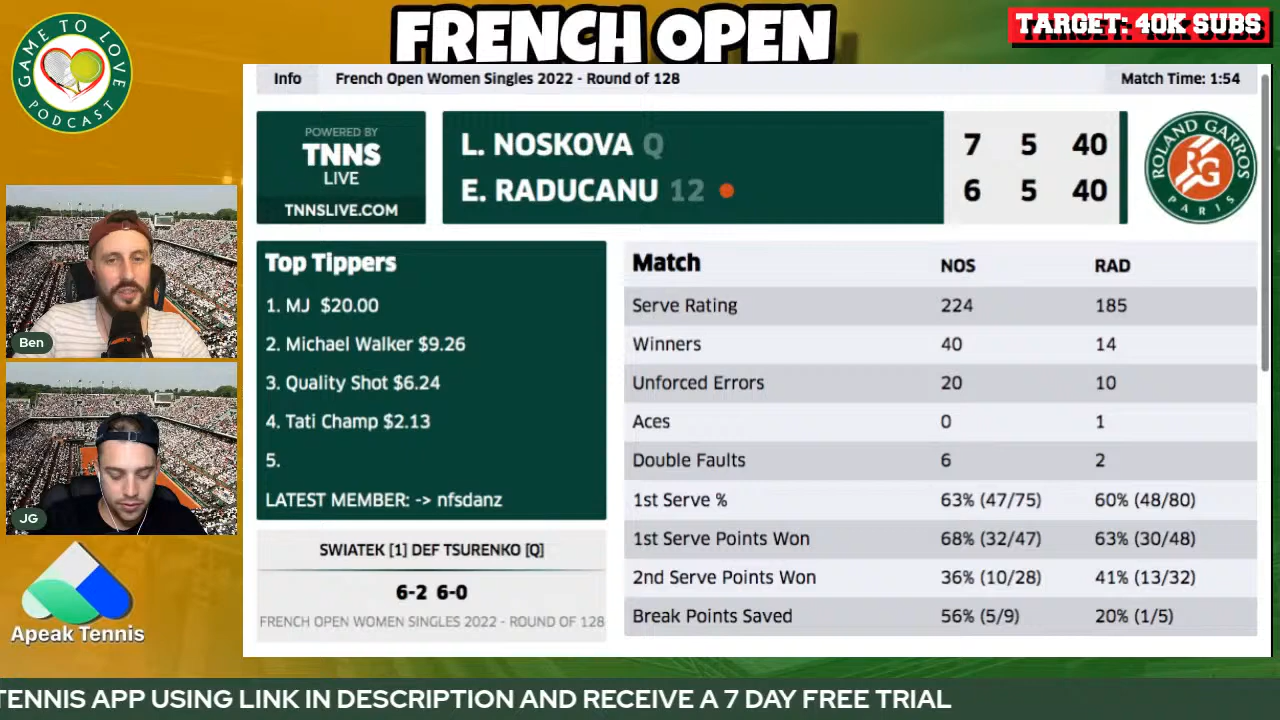 GAME TO LOVE
PODCAST
FRENCH OPEN
TARGET: 40K SUBS
Info French Open Women Singles 2022 - Round of 128 Match Time: 1:54
POWERED BY
TNNS
LIVE
TNNSLIVE.COM
L. NOSKOVA Q 7 5 40
E. RADUCANU 12 6 5 40
ROLAND GARROS
RG
PARIS
Top Tippers
1. MJ $20.00
2. Michael Walker $9.26
3. Quality Shot $6.24
4. Tati Champ $2.13
5.
LATEST MEMBER: -> nfsdanz
SWIATEK [1] DEF TSURENKO [Q]
6-2 6-0
FRENCH OPEN WOMEN SINGLES 2022 - ROUND OF 128
Match NOS RAD
Serve Rating 224 185
Winners 40 14
Unforced Errors 20 10
Aces 0 1
Double Faults 6 2
1st Serve % 63% (47/75) 60% (48/80)
1st Serve Points Won 68% (32/47) 63% (30/48)
2nd Serve Points Won 36% (10/28) 41% (13/32)
Break Points Saved 56% (5/9) 20% (1/5)
Ben
JG
Apeak Tennis
TENNIS APP USING LINK IN DESCRIPTION AND RECEIVE A 7 DAY FREE TRIAL